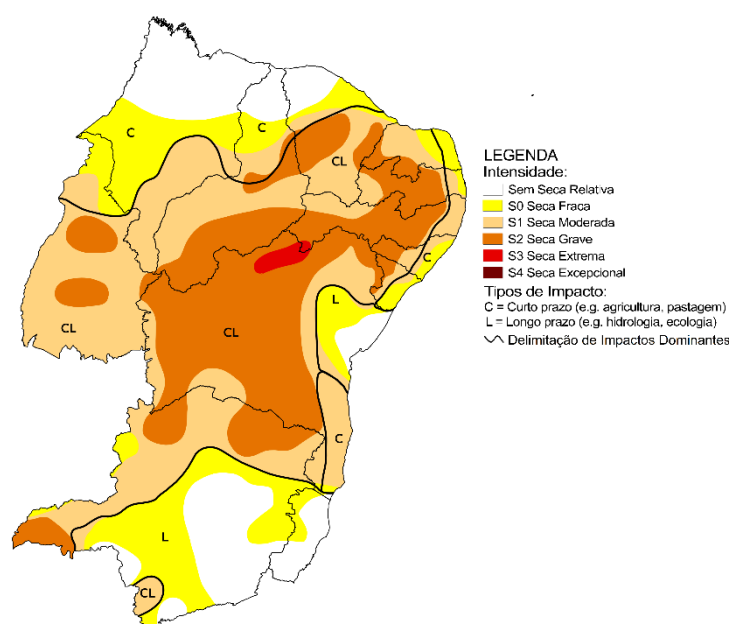 C
C
CL
LEGENDA
Intensidade:
Sem Seca Relativa
S0 Seca Fraca
S1 Seca Moderada
S2 Seca Grave
S3 Seca Extrema
S4 Seca Excepcional
Tipos de Impacto:
C = Curto prazo (e.g. agricultura, pastagem)
L = Longo prazo (e.g. hidrologia, ecologia)
Delimitação de Impactos Dominantes
C
L
CL
CL
C
L
CL